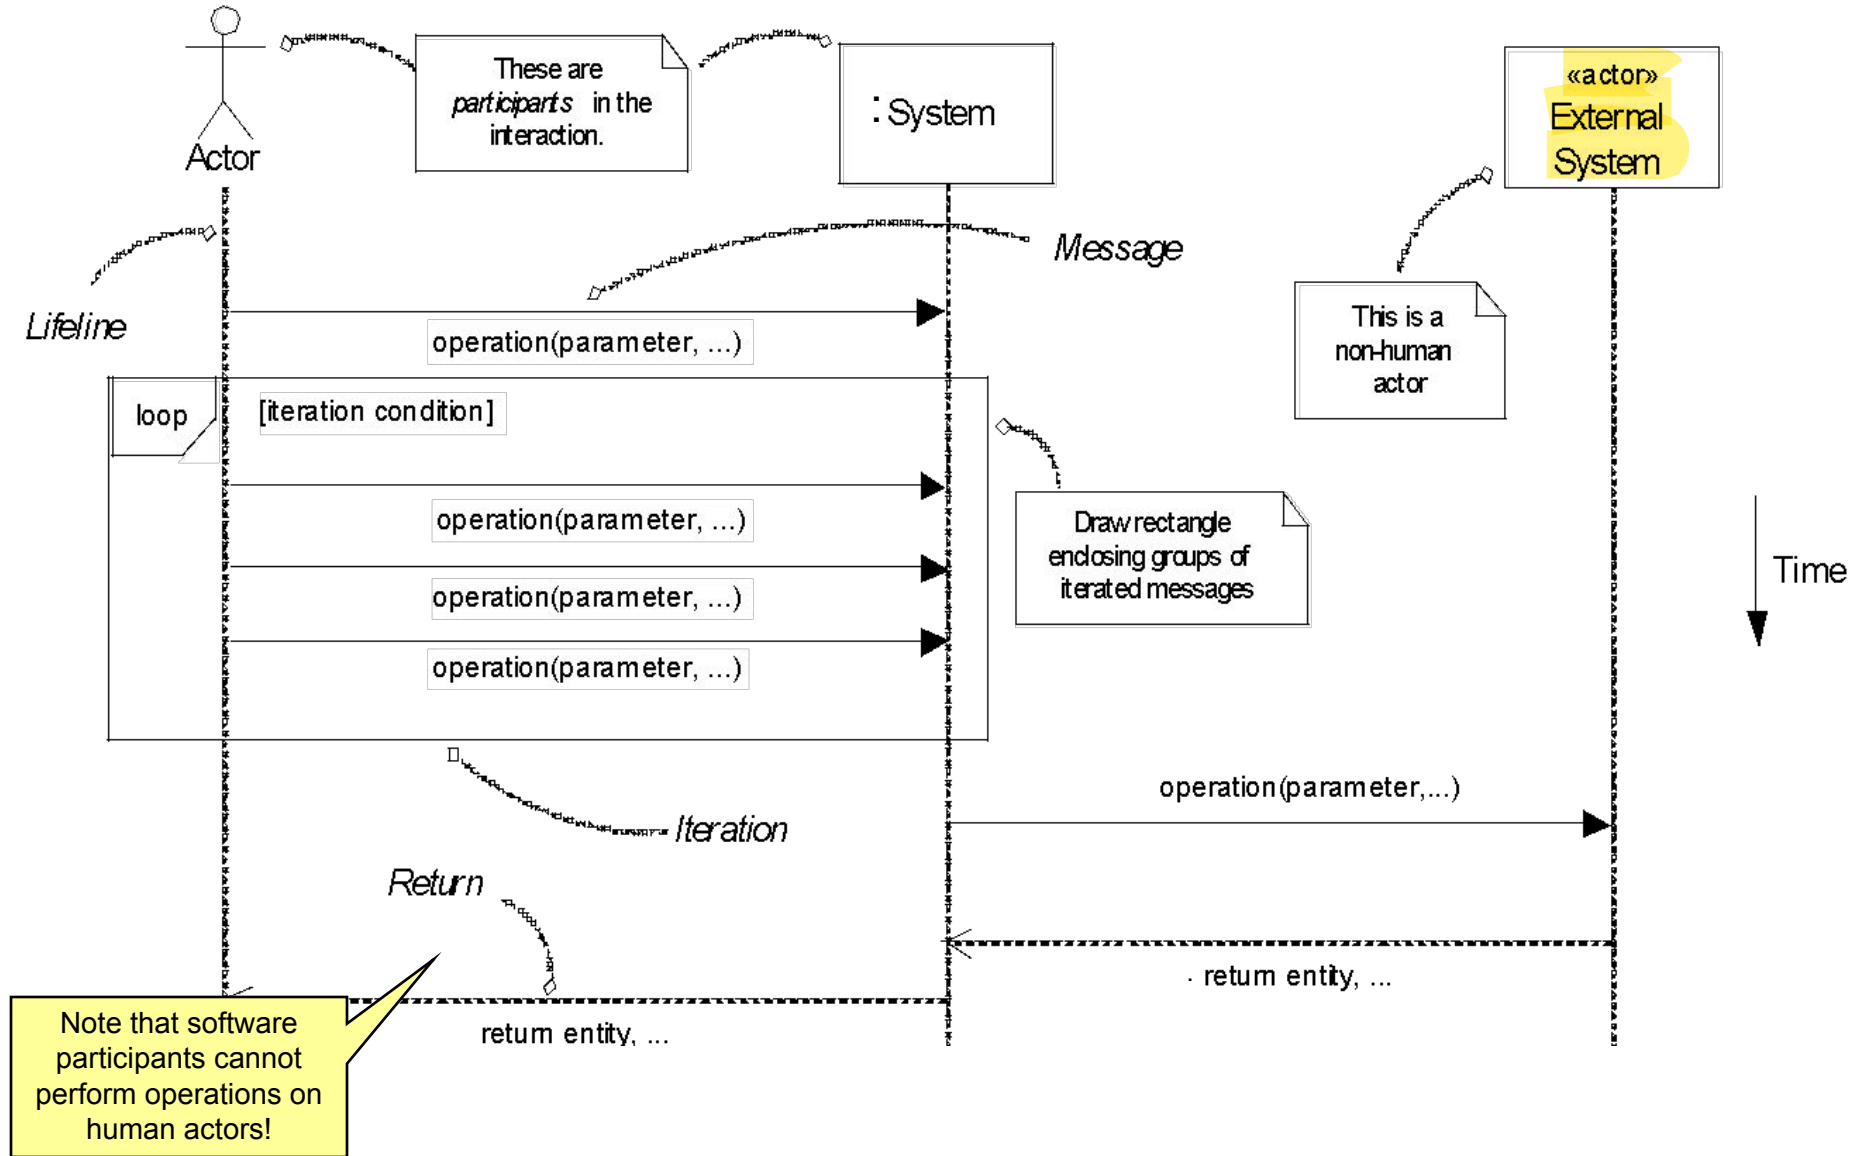 These are
participants in the
interaction.
: System
«actor»
External
System
Actor
Message
Lifeline
operation(parameter, ...)
This is a
non-human
actor
loop
[iteration condition]
operation(parameter, ...)
Draw rectangle
enclosing groups of
iterated messages
Time
operation(parameter, ...)
operation(parameter, ...)
operation(parameter,...)
Iteration
Return
return entity, ...
return entity, ...
Note that software
participants cannot
perform operations on
human actors!